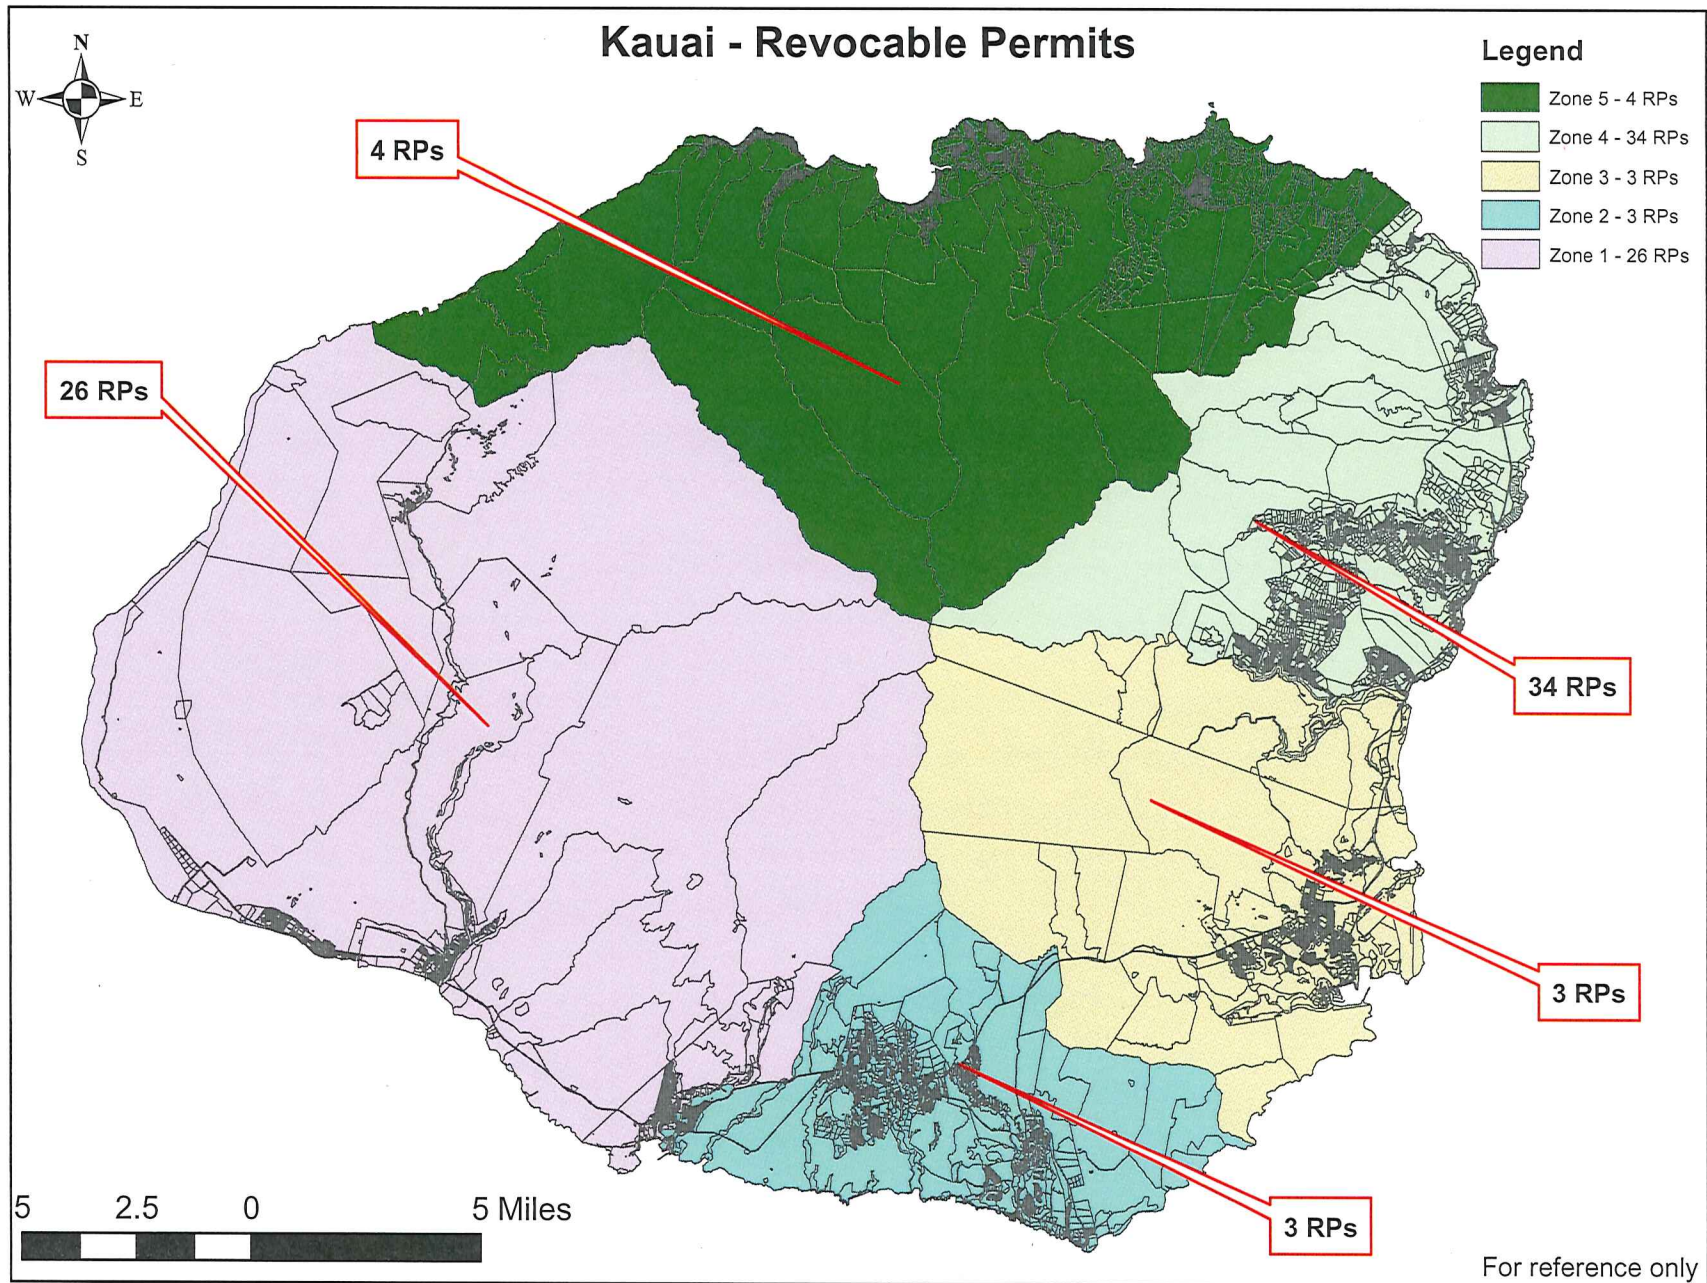 Kauai - Revocable Permits
N
W E
S
Legend
Zone 5 - 4 RPs
Zone 4 - 34 RPs
Zone 3 - 3 RPs
Zone 2 - 3 RPs
Zone 1 - 26 RPs
4 RPs
26 RPs
34 RPs
3 RPs
3 RPs
5 2.5 0 5 Miles
For reference only